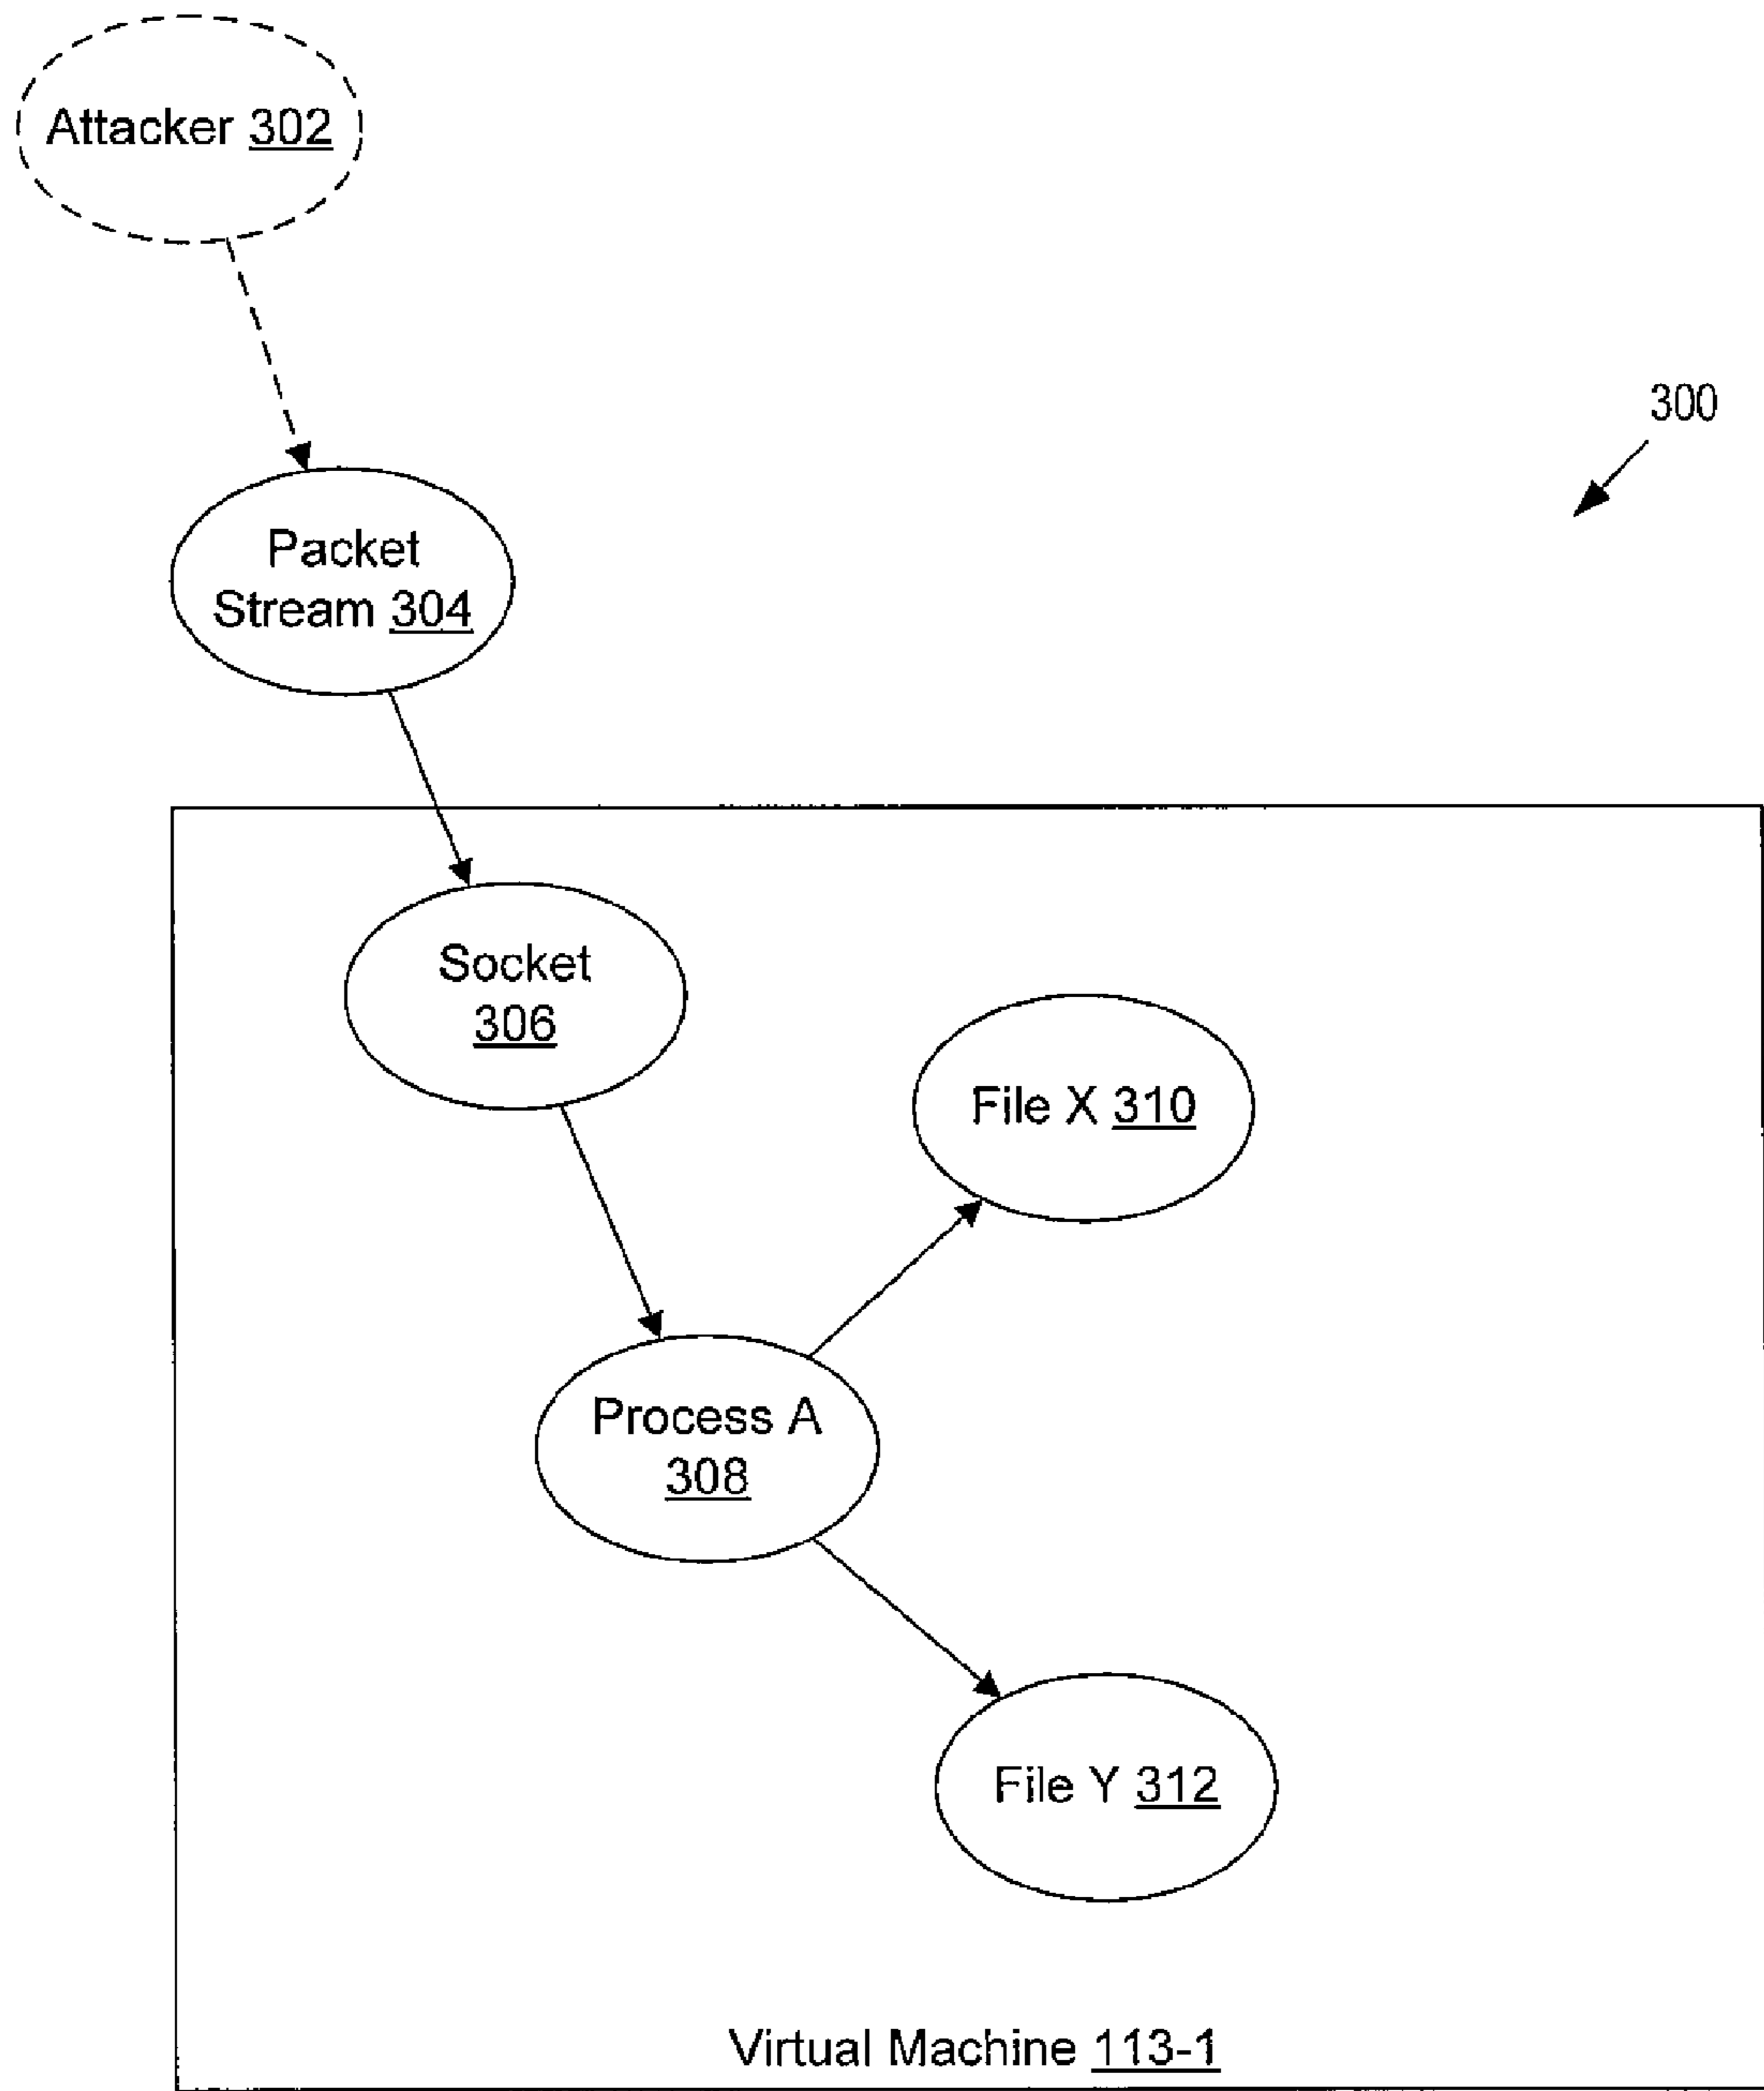 Attacker 302
300
Packet
Stream 304
Socket
306
File X 310
Process A
308
File Y 312
Virtual Machine 113-1